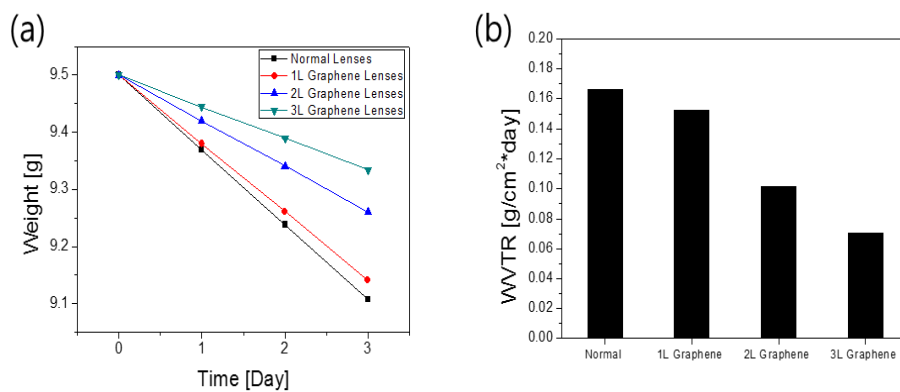 (a)
Normal Lenses
1L Graphene Lenses
2L Graphene Lenses
3L Graphene Lenses
9.5
9.4
9.3
9.2
9.1
Weight [g]
0 1 2 3
Time [Day]
(b)
0.20
0.18
0.16
0.14
0.12
0.10
0.08
0.06
0.04
0.02
0.00
WVTR [g/cm²*day]
Normal 1L Graphene 2L Graphene 3L Graphene